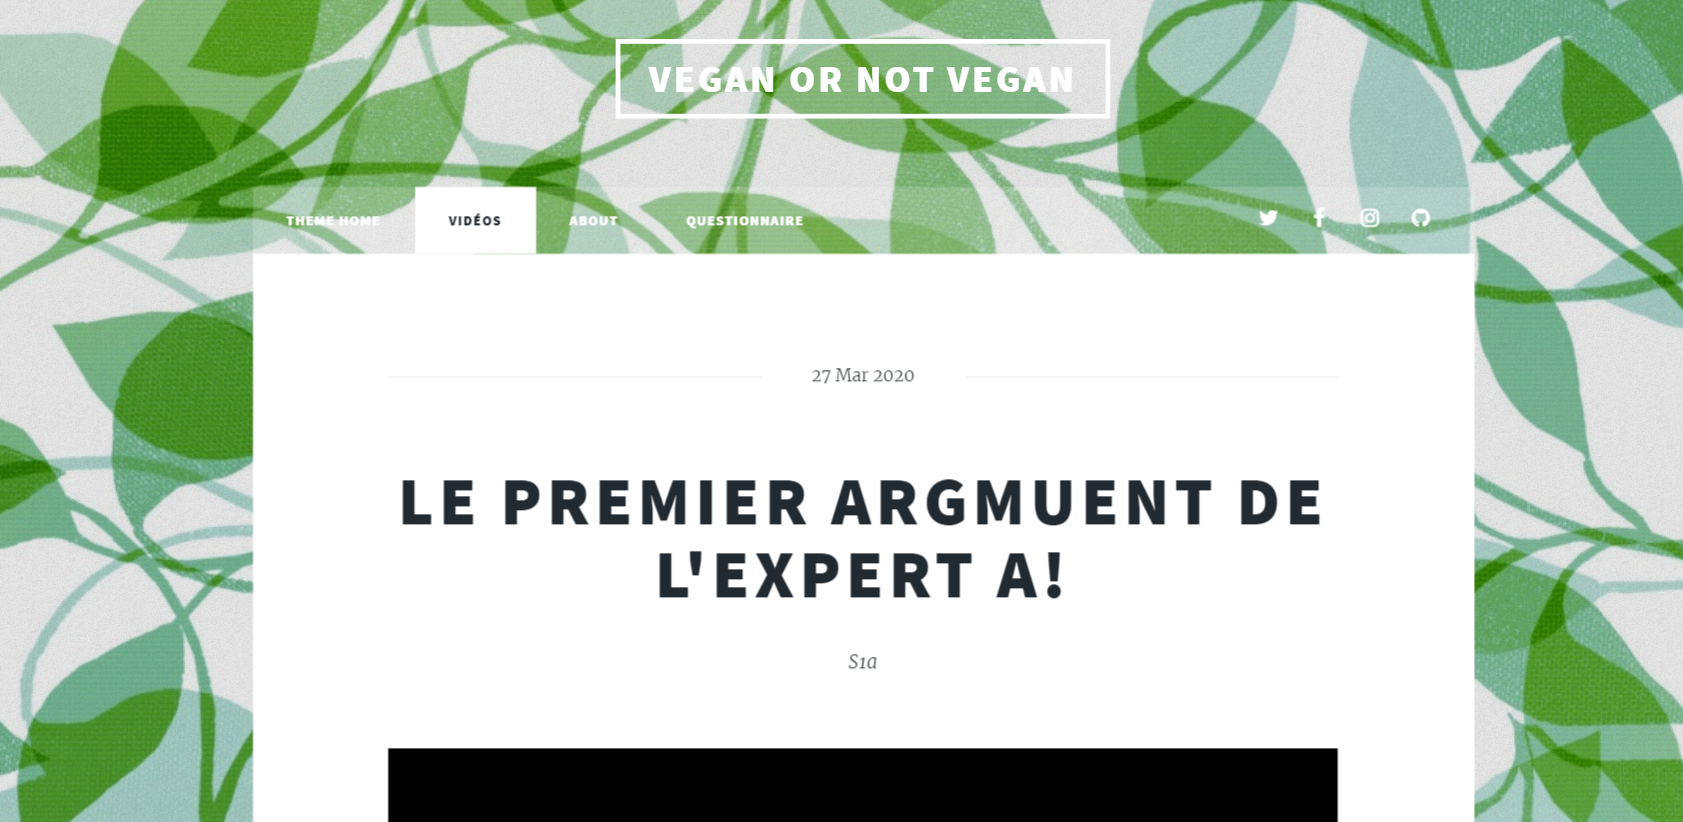 VEGAN OR NOT VEGAN
THEME HOME VIDÉOS ABOUT QUESTIONNAIRE
27 Mar 2020
LE PREMIER ARGMUENT DE
L'EXPERT A!
S1a